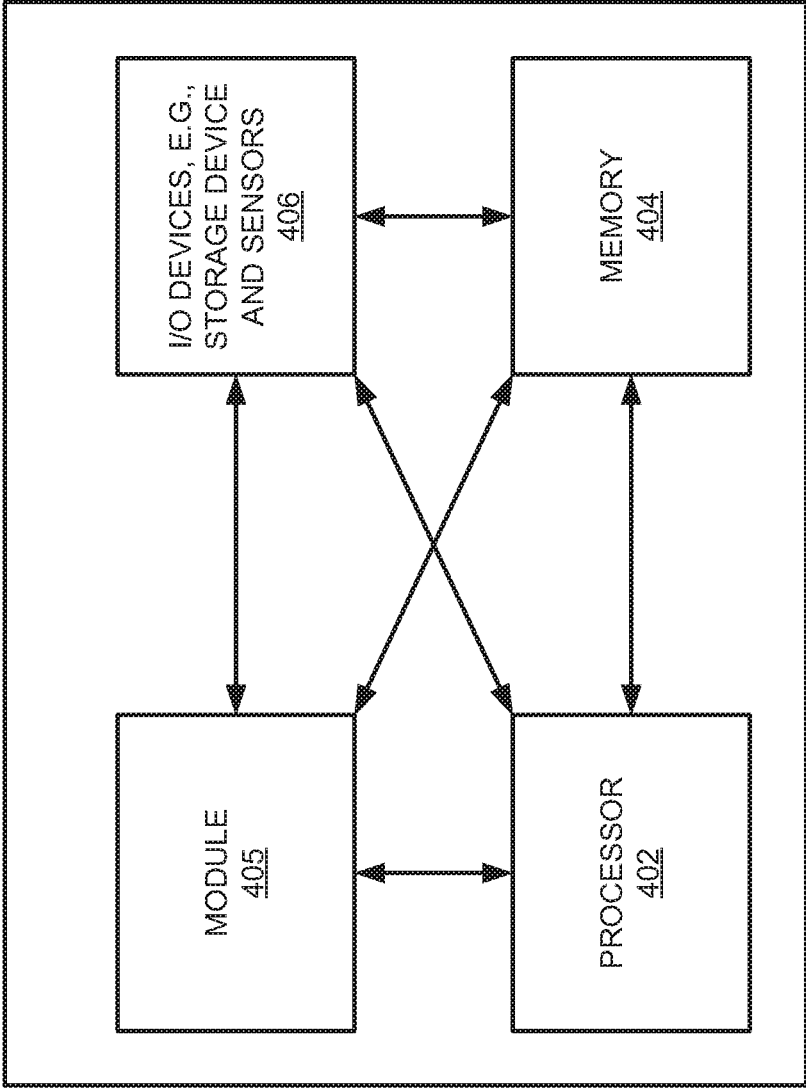 MODULE
405
I/O DEVICES, E.G.,
STORAGE DEVICE
AND SENSORS
406
PROCESSOR
402
MEMORY
404